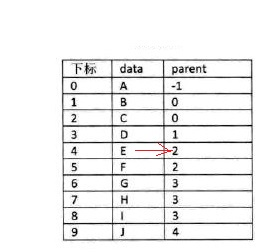 下标 data parent
0 A -1
1 B 0
2 C 0
3 D 1
4 E 2
5 F 2
6 G 3
7 H 3
8 I 3
9 J 4